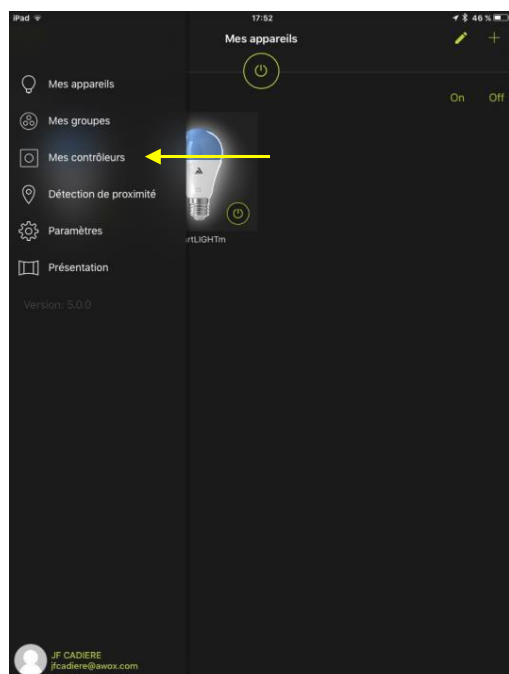 iPad 17:52 46 %
Mes appareils
Mes appareils
On Off
Mes groupes
Mes contrôleurs
Détection de proximité
Paramètres
rtLIGHTm
Présentation
Version: 5.0.0
JF CADIERE
jfcadiere@awox.com